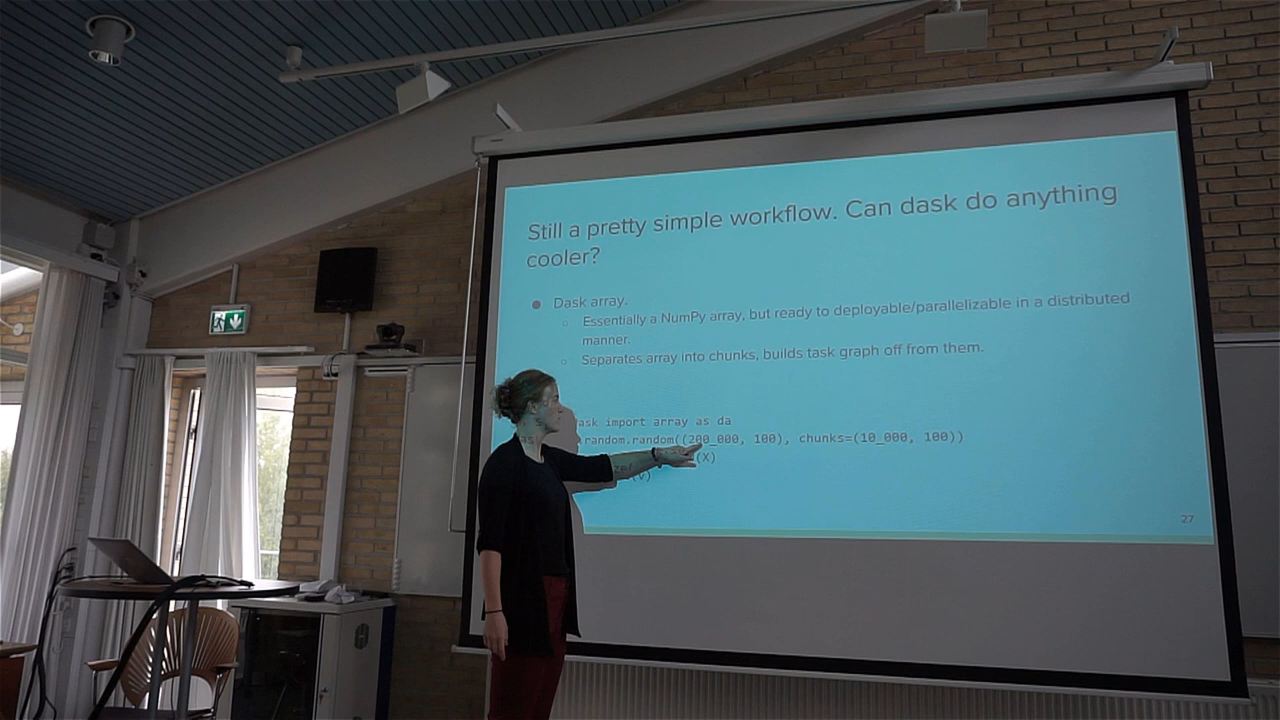 Still a pretty simple workflow. Can dask do anything
cooler?
Dask array.
Essentially a NumPy array, but ready to deployable/parallelizable in a distributed
manner.
Separates array into chunks, builds task graph off from them.
import array as da
random.random((200_000, 100), chunks=(10_000, 100))
(X)
27